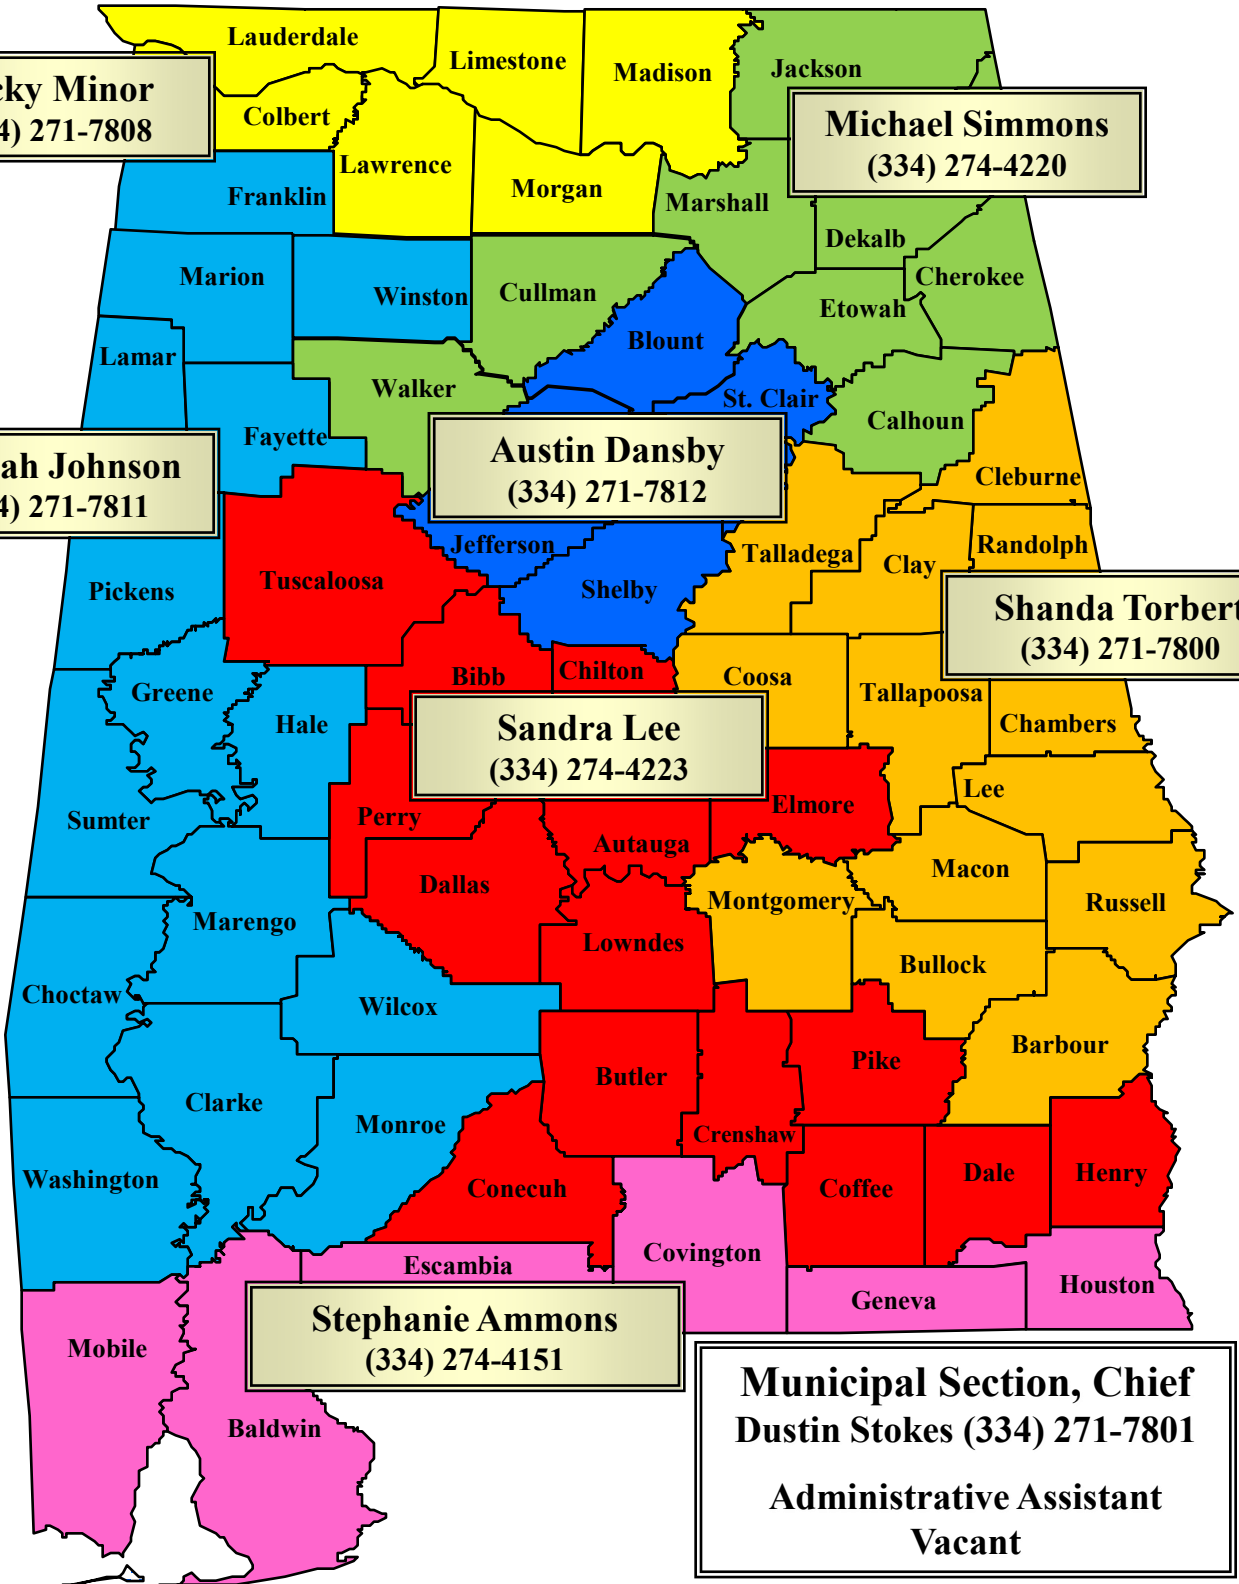 Lauderdale
Limestone
Madison
Jackson
cky Minor
4) 271-7808
Colbert
Michael Simmons
(334) 274-4220
Lawrence
Franklin
Morgan
Marshall
Dekalb
Marion
Winston
Cullman
Cherokee
Etowah
Blount
Lamar
Walker
St. Clair
Calhoun
Fayette
ah Johnson
4) 271-7811
Austin Dansby
(334) 271-7812
Cleburne
Jefferson
Talladega
Clay
Randolph
Pickens
Tuscaloosa
Shelby
Shanda Torbert
(334) 271-7800
Greene
Bibb
Chilton
Coosa
Tallapoosa
Hale
Chambers
Sandra Lee
(334) 274-4223
Sumter
Perry
Elmore
Lee
Autauga
Dallas
Macon
Marengo
Montgomery
Russell
Lowndes
Bullock
Choctaw
Wilcox
Barbour
Butler
Pike
Clarke
Monroe
Crenshaw
Washington
Conecuh
Coffee
Dale
Henry
Escambia
Covington
Houston
Geneva
Stephanie Ammons
(334) 274-4151
Mobile
Baldwin
Municipal Section, Chief
Dustin Stokes (334) 271-7801
Administrative Assistant
Vacant